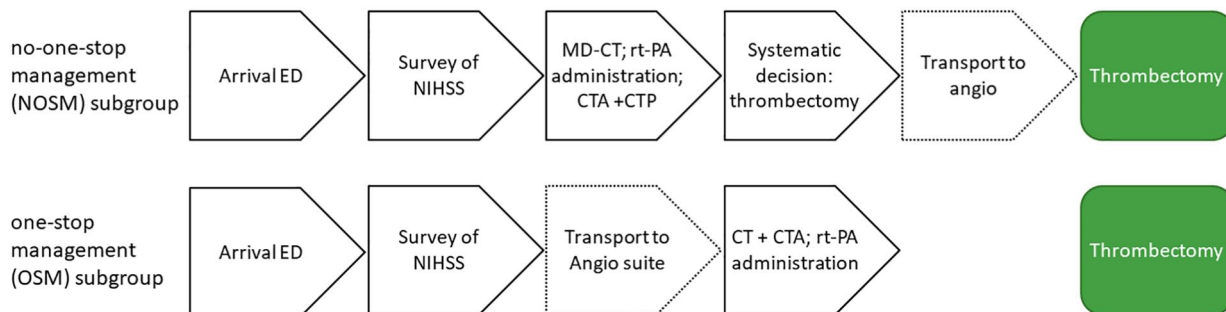 no-one-stop
management
(NOSM) subgroup
Arrival ED
Survey of
NIHSS
MD-CT; rt-PA
administration;
CTA +CTP
Systematic
decision:
thrombectomy
Transport to
angio
Thrombectomy
one-stop
management
(OSM) subgroup
Arrival ED
Survey of
NIHSS
Transport to
Angio suite
CT + CTA; rt-PA
administration
Thrombectomy